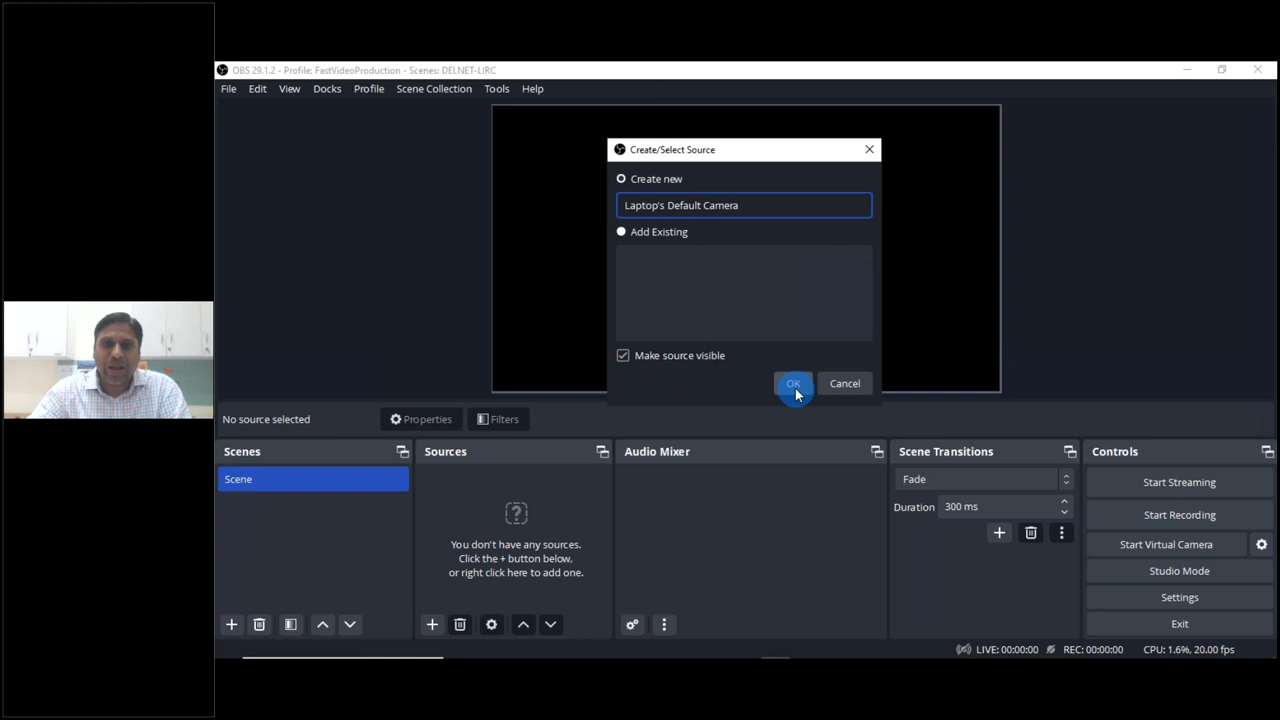 OBS 29.1.2 - Profile: FastVideoProduction - Scenes: DELNET-LIRC
File Edit View Docks Profile Scene Collection Tools Help
Create/Select Source
Create new
Laptop's Default Camera
Add Existing
Make source visible
OK Cancel
No source selected Properties Filters
Scenes Sources Audio Mixer Scene Transitions Controls
Scene
Fade
Start Streaming
Duration 300 ms
Start Recording
You don't have any sources.
Click the + button below,
or right click here to add one.
Start Virtual Camera
Studio Mode
Settings
Exit
LIVE: 00:00:00 REC: 00:00:00 CPU: 1.6%, 20.00 fps